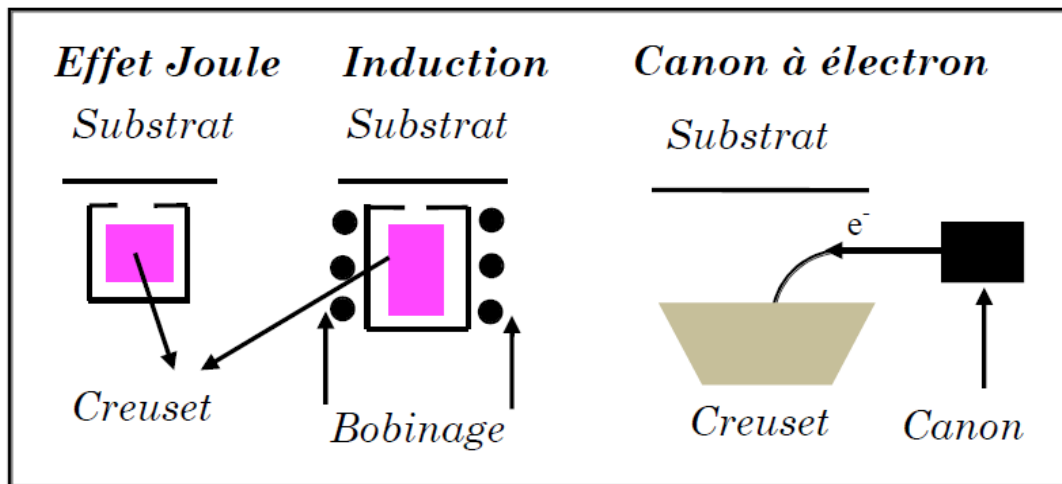 Effet Joule
Induction
Canon à électron
Substrat
Substrat
Substrat
e-
Creuset
Bobinage
Creuset
Canon